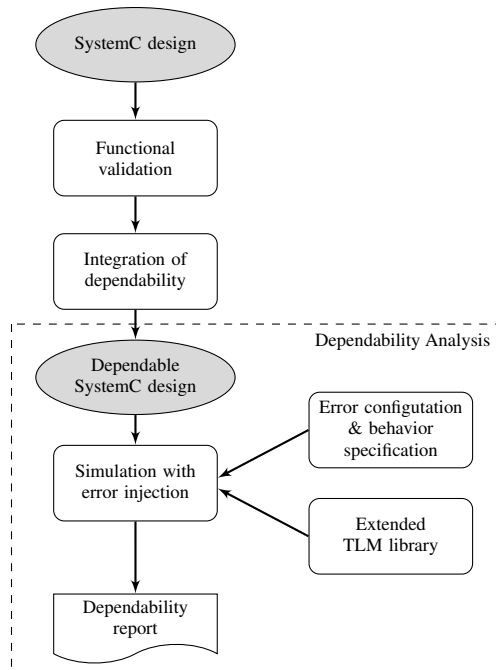 SystemC design
Functional
validation
Integration of
dependability
Dependability Analysis
Dependable
SystemC design
Error configutation
& behavior
specification
Simulation with
error injection
Extended
TLM library
Dependability
report